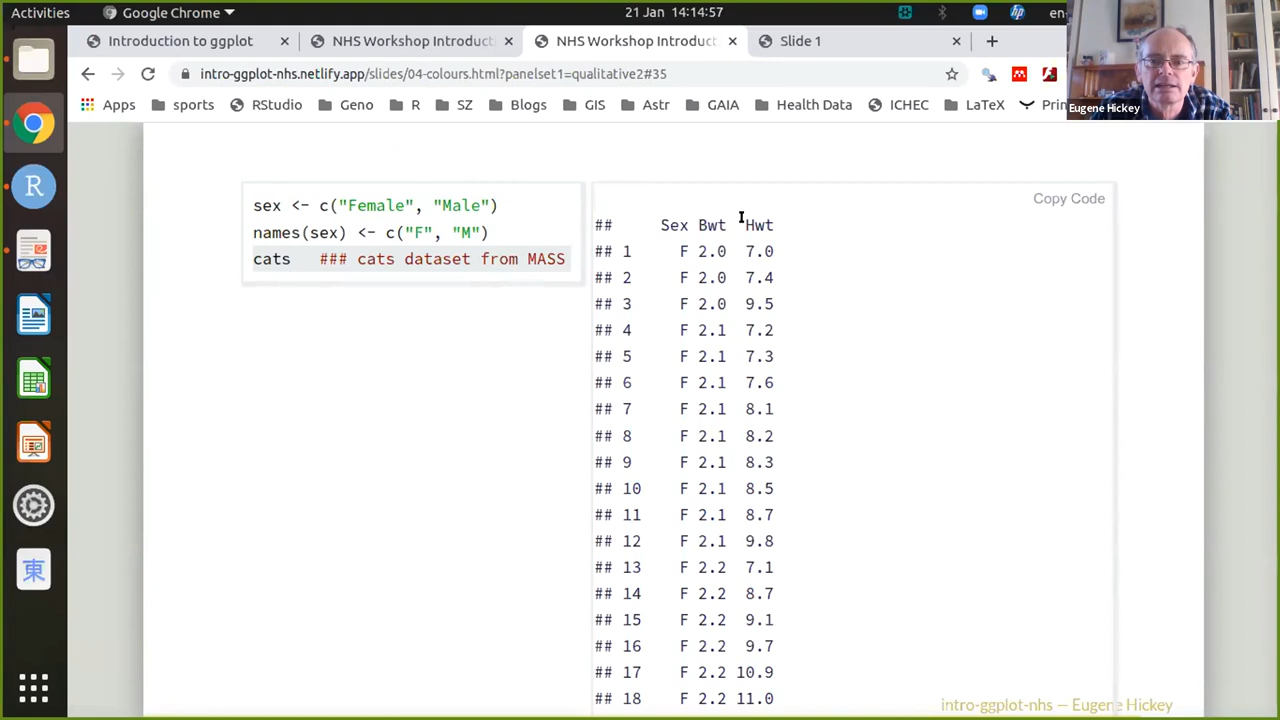 Activities
Google Chrome
21 Jan 14:14:57
en
Introduction to ggplot
NHS Workshop Introduct
NHS Workshop Introduct
Slide 1
intro-ggplot-nhs.netlify.app/slides/04-colours.html?panelset1=qualitative2#35
Apps
sports
RStudio
Geno
R
SZ
Blogs
GIS
Astr
GAIA
Health Data
ICHEC
LaTeX
Eugene Hickey
sex <- c("Female", "Male")
names(sex) <- c("F", "M")
cats ### cats dataset from MASS
Copy Code
## Sex Bwt Hwt
## 1 F 2.0 7.0
## 2 F 2.0 7.4
## 3 F 2.0 9.5
## 4 F 2.1 7.2
## 5 F 2.1 7.3
## 6 F 2.1 7.6
## 7 F 2.1 8.1
## 8 F 2.1 8.2
## 9 F 2.1 8.3
## 10 F 2.1 8.5
## 11 F 2.1 8.7
## 12 F 2.1 9.8
## 13 F 2.2 7.1
## 14 F 2.2 8.7
## 15 F 2.2 9.1
## 16 F 2.2 9.7
## 17 F 2.2 10.9
## 18 F 2.2 11.0
intro-ggplot-nhs — Eugene Hickey
R
東
hp